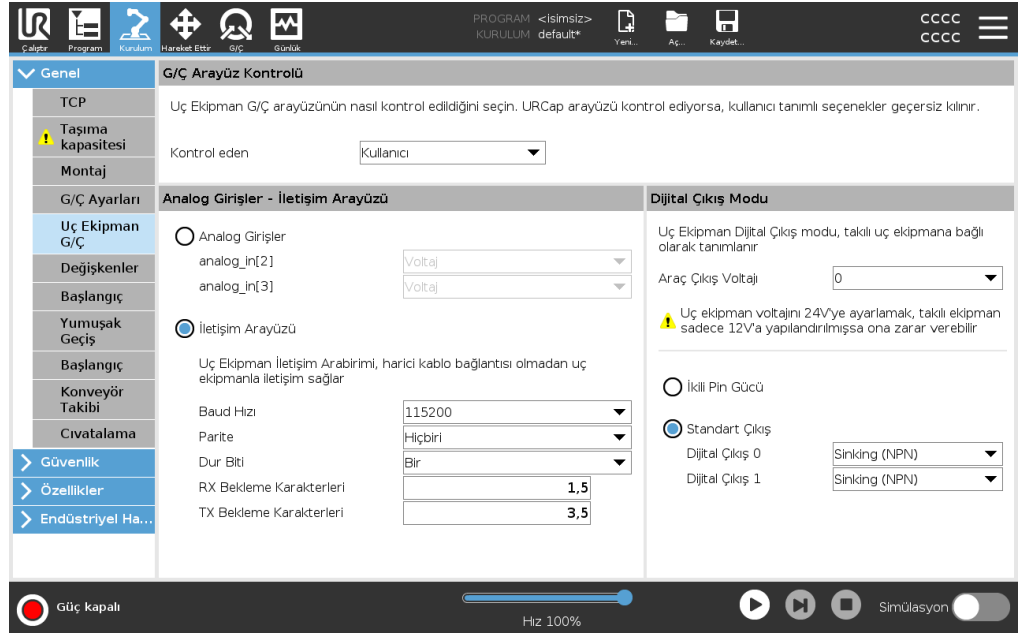 PROGRAM <isimsiz>
KURULUM default*
CCCC
CCCC
Çalıştır Program Kurulum Hareket Ettir G/Ç Günlük Yeni... Aç... Kaydet...
Genel
TCP
Taşıma
kapasitesi
Montaj
G/Ç Ayarları
Uç Ekipman
G/Ç
Değişkenler
Başlangıç
Yumuşak
Geçiş
Başlangıç
Konveyör
Takibi
Cıvatalama
Güvenlik
Özellikler
Endüstriyel Ha...
G/Ç Arayüz Kontrolü
Uç Ekipman G/Ç arayüzünün nasıl kontrol edildiğini seçin. URCap arayüzü kontrol ediyorsa, kullanıcı tanımlı seçenekler geçersiz kılınır.
Kontrol eden Kullanıcı
Analog Girişler - İletişim Arayüzü
Analog Girişler
analog_in[2] Voltaj
analog_in[3] Voltaj
İletişim Arayüzü
Uç Ekipman İletişim Arabirimi, harici kablo bağlantısı olmadan uç
ekipmanla iletişim sağlar
Baud Hızı 115200
Parite Hiçbiri
Dur Biti Bir
RX Bekleme Karakterleri 1,5
TX Bekleme Karakterleri 3,5
Dijital Çıkış Modu
Uç Ekipman Dijital Çıkış modu, takılı uç ekipmana bağlı
olarak tanımlanır
Araç Çıkış Voltajı 0
Uç ekipman voltajını 24V'ye ayarlamak, takılı ekipman
sadece 12V'a yapılandırılmışsa ona zarar verebilir
İkili Pin Gücü
Standart Çıkış
Dijital Çıkış 0 Sinking (NPN)
Dijital Çıkış 1 Sinking (NPN)
Güç kapalı
Hız 100%
Simülasyon